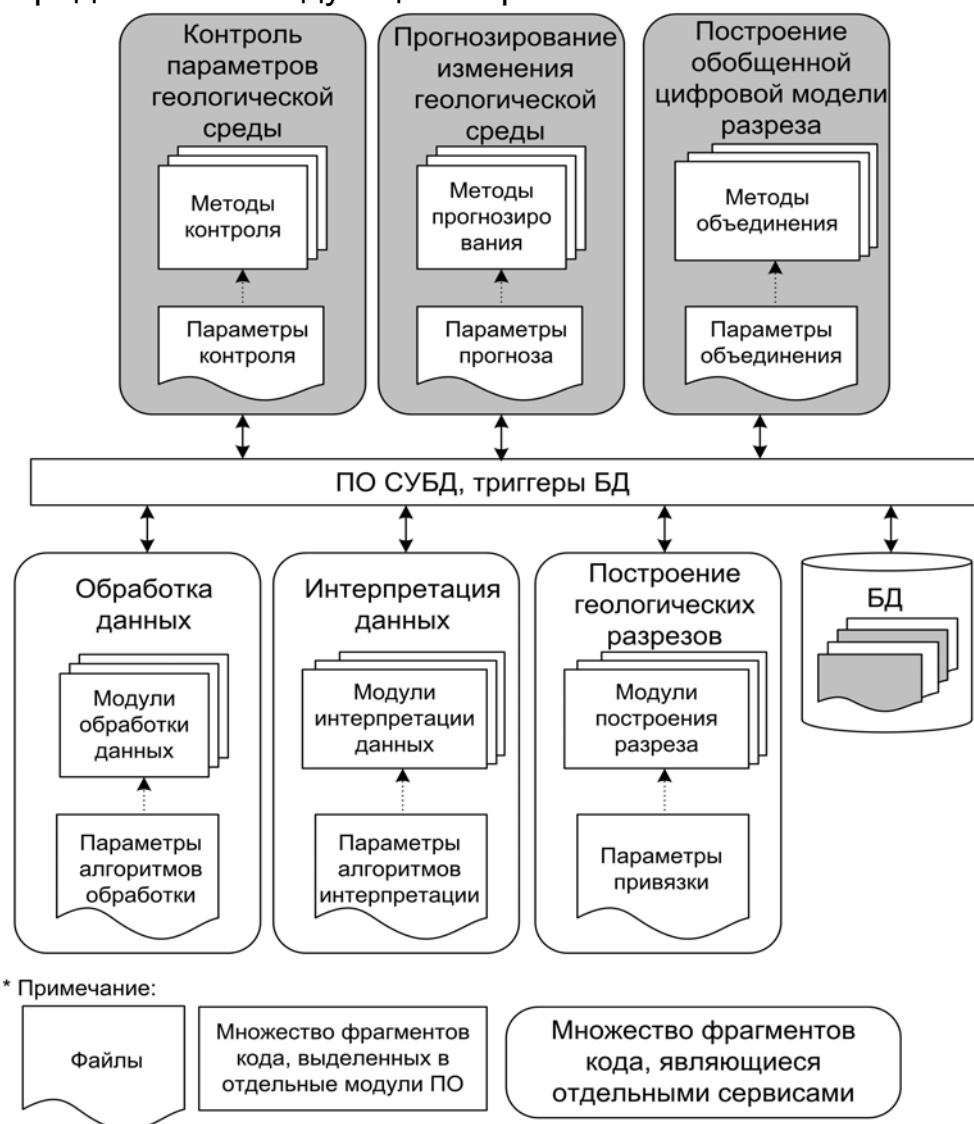 Контроль
параметров
геологической
среды
Методы
контроля
Параметры
контроля
Прогнозирование
изменения
геологической
среды
Методы
прогнозиро
вания
Параметры
прогноза
Построение
обобщенной
цифровой модели
разреза
Методы
объединения
Параметры
объединения
ПО СУБД, триггеры БД
Обработка
данных
Модули
обработки
данных
Параметры
алгоритмов
обработки
Интерпретация
данных
Модули
интерпретации
данных
Параметры
алгоритмов
интерпретации
Построение
геологических
разрезов
Модули
построения
разреза
Параметры
привязки
БД
* Примечание:
Файлы
Множество фрагментов
кода, выделенных в
отдельные модули ПО
Множество фрагментов
кода, являющиеся
отдельными сервисами